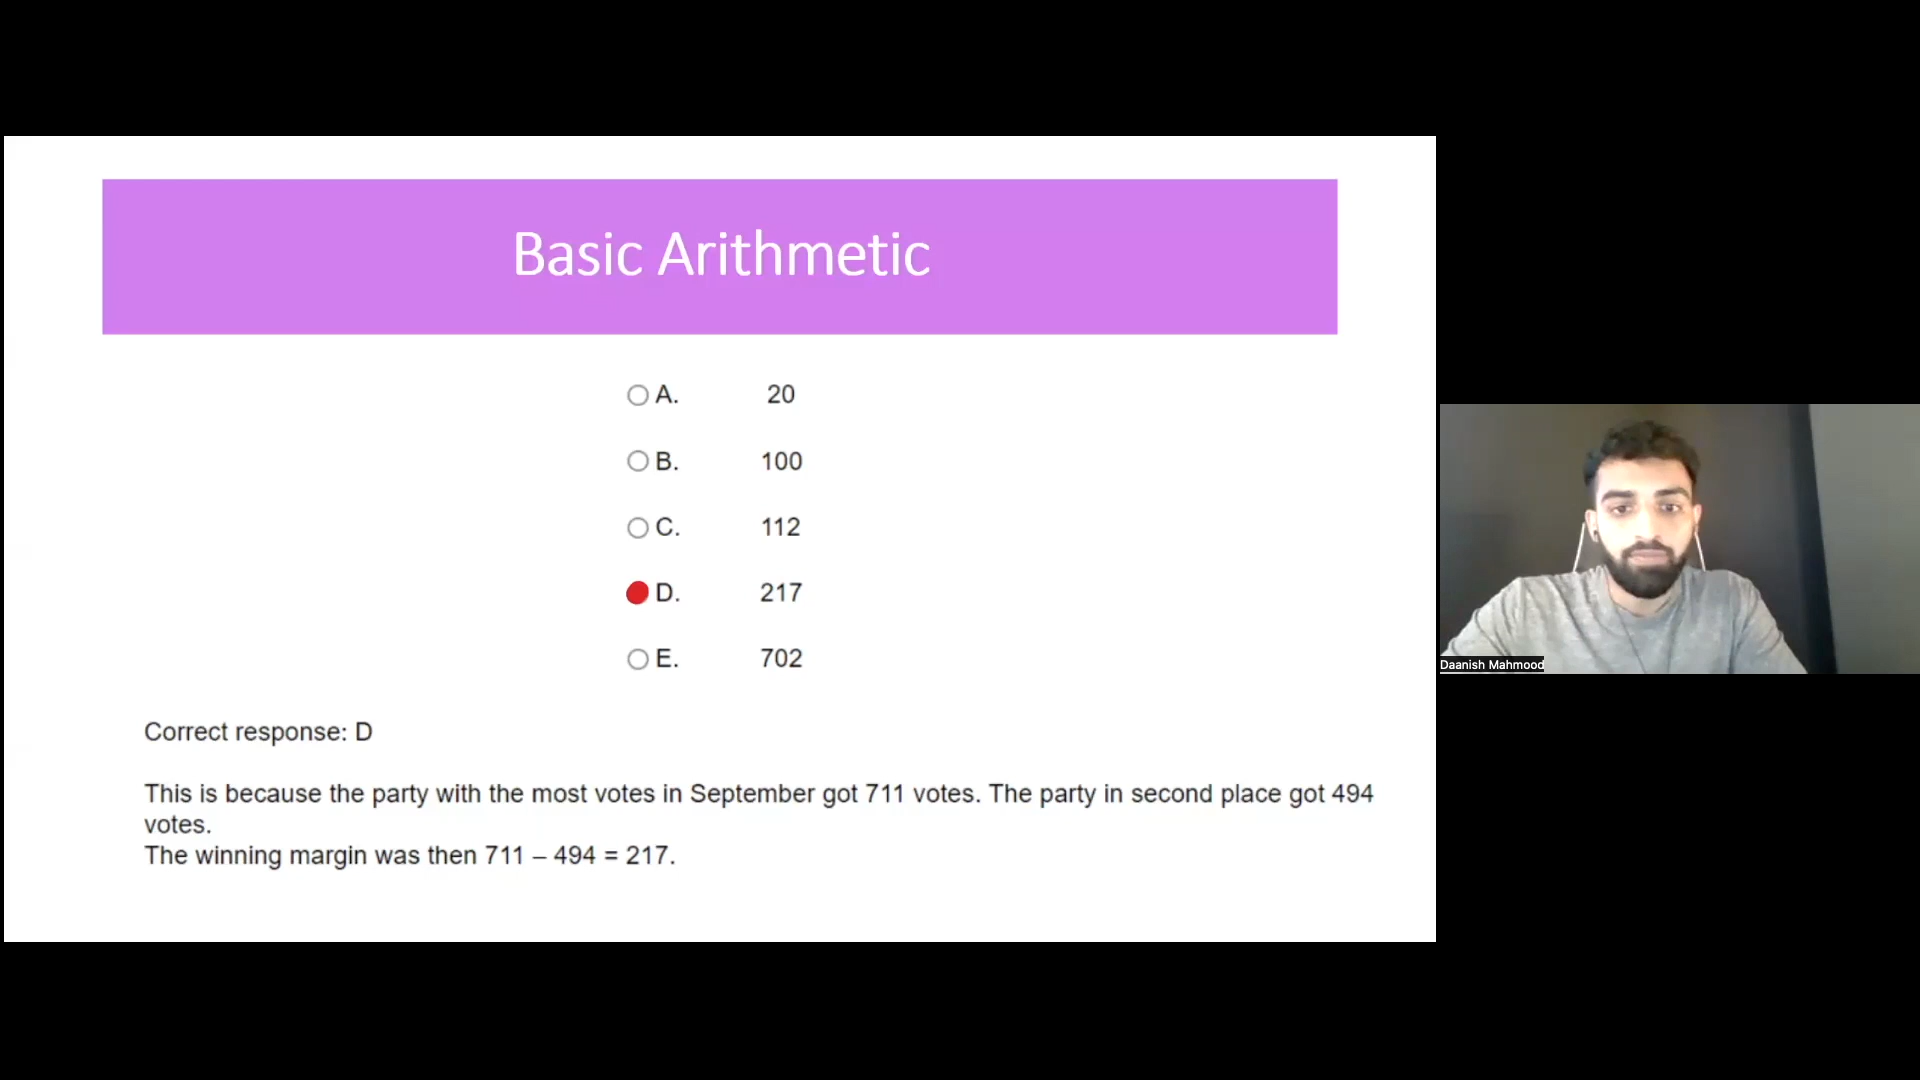 Basic Arithmetic
A. 20
B. 100
C. 112
D. 217
E. 702
Correct response: D
This is because the party with the most votes in September got 711 votes. The party in second place got 494
votes.
The winning margin was then 711 – 494 = 217.
Daanish Mahmood